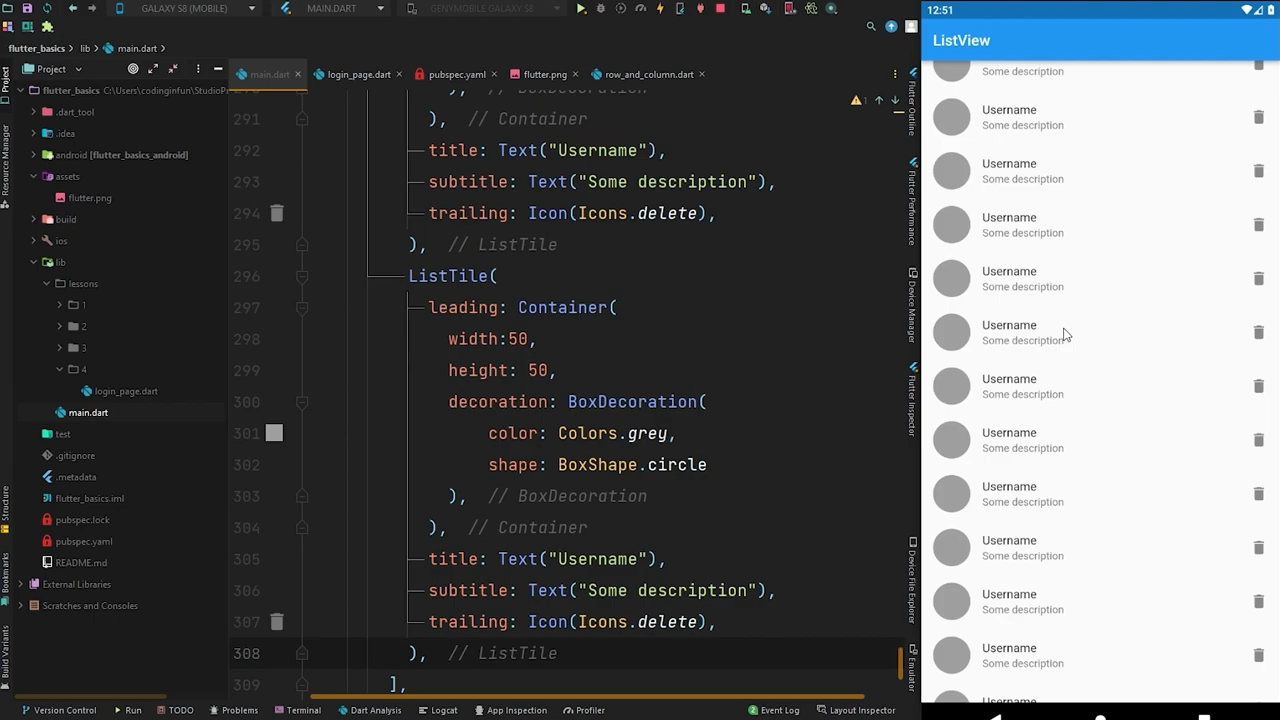 GALAXY S8 (MOBILE)
MAIN.DART
GENYMOBILE GALAXY S8
flutter_basics
lib
main.dart
Project
main.dart
login_page.dart
pubspec.yaml
flutter.png
row_and_column.dart
Project
Resource Manager
Structure
Bookmarks
Build Variants
flutter_basics C:\Users\codinginfun\StudioPr
.dart_tool
.idea
android [flutter_basics_android]
assets
flutter.png
build
ios
lib
lessons
1
2
3
4
login_page.dart
main.dart
test
.gitignore
.metadata
flutter_basics.iml
pubspec.lock
pubspec.yaml
README.md
External Libraries
Scratches and Consoles
1
290 ), // BoxDecoration
291 ), // Container
292 title: Text("Username"),
293 subtitle: Text("Some description"),
294 trailing: Icon(Icons.delete),
295 ), // ListTile
296 ListTile(
297 leading: Container(
298 width:50,
299 height: 50,
300 decoration: BoxDecoration(
301 color: Colors.grey,
302 shape: BoxShape.circle
303 ), // BoxDecoration
304 ), // Container
305 title: Text("Username"),
306 subtitle: Text("Some description"),
307 trailing: Icon(Icons.delete),
308 ), // ListTile
309 ],
Flutter Outline
Flutter Performance
Device Manager
Flutter Inspector
Device File Explorer
Emulator
Version Control
Run
TODO
Problems
Terminal
Dart Analysis
Logcat
App Inspection
Profiler
2 Event Log
Layout Inspector
12:51
ListView
Some description
Username
Some description
Username
Some description
Username
Some description
Username
Some description
Username
Some description
Username
Some description
Username
Some description
Username
Some description
Username
Some description
Username
Some description
Username
Some description
Username